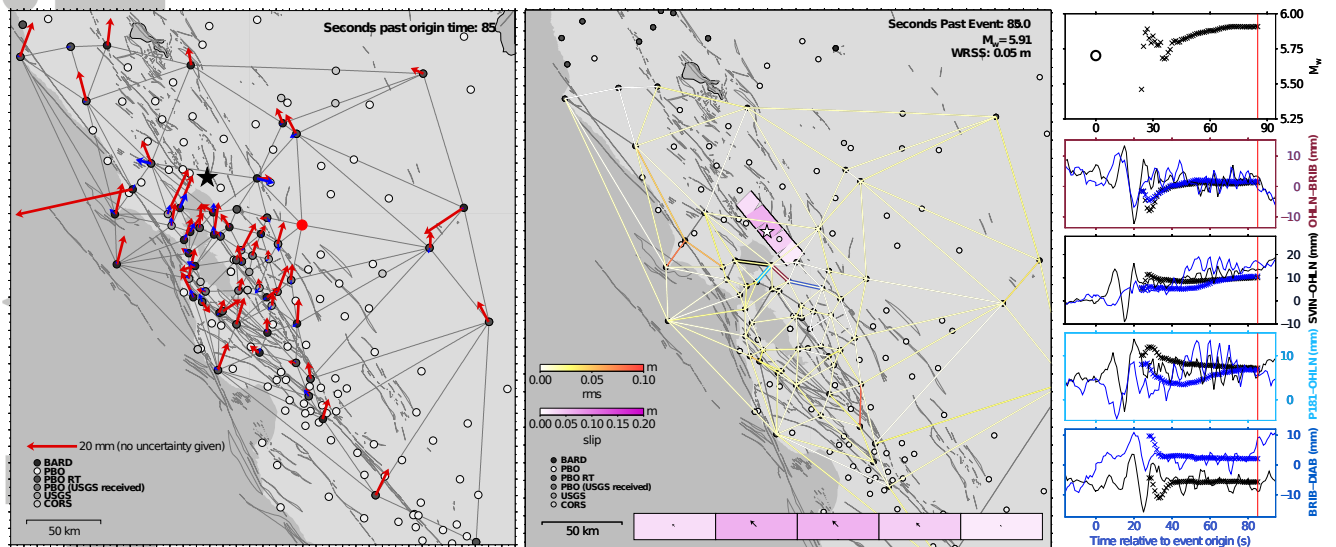 Seconds past origin time: 85
20 mm (no uncertainty given)
BARD
PBO
PBO RT
PBO (USGS received)
USGS
CORS
50 km
Seconds Past Event: 85.0
Mw= 5.91
WRSS: 0.05 m
m
0.00 0.05 0.10
rms
m
0.00 0.05 0.10 0.15 0.20
slip
BARD
PBO
PBO RT
PBO (USGS received)
USGS
CORS
50 km
6.00
5.75
5.50
5.25
Mw
0 30 60 90
10
0
−10
OHLN−BRIB (mm)
20
10
0
−10
SVIN−OHLN (mm)
10
0
P181−OHLN (mm)
10
0
−10
BRIB−DIAB (mm)
0 20 40 60 80
Time relative to event origin (s)